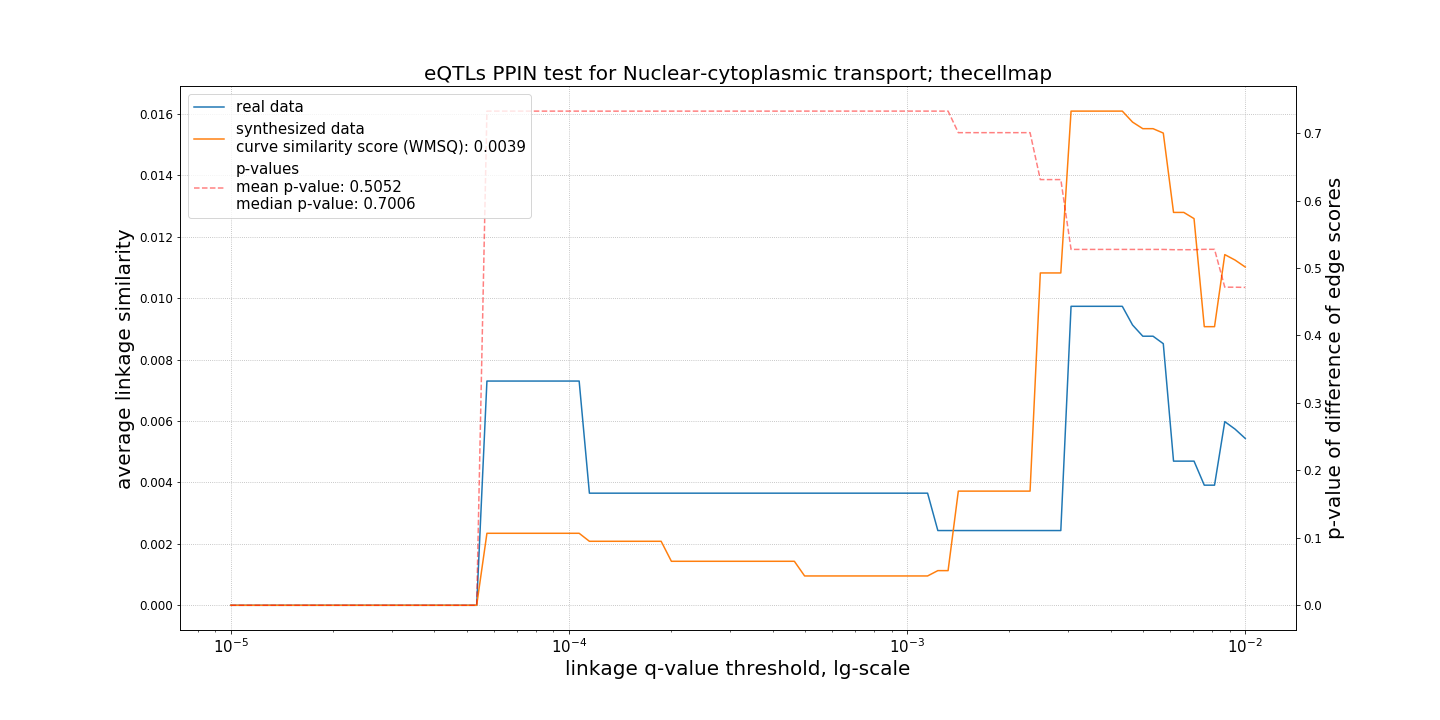 eQTLs PPIN test for Nuclear-cytoplasmic transport; thecellmap
real data
synthesized data
curve similarity score (WMSQ): 0.0039
p-values
mean p-value: 0.5052
median p-value: 0.7006
average linkage similarity
0.016
0.014
0.012
0.010
0.008
0.006
0.004
0.002
0.000
p-value of difference of edge scores
0.7
0.6
0.5
0.4
0.3
0.2
0.1
0.0
10⁻⁵
10⁻⁴
10⁻³
10⁻²
linkage q-value threshold, lg-scale